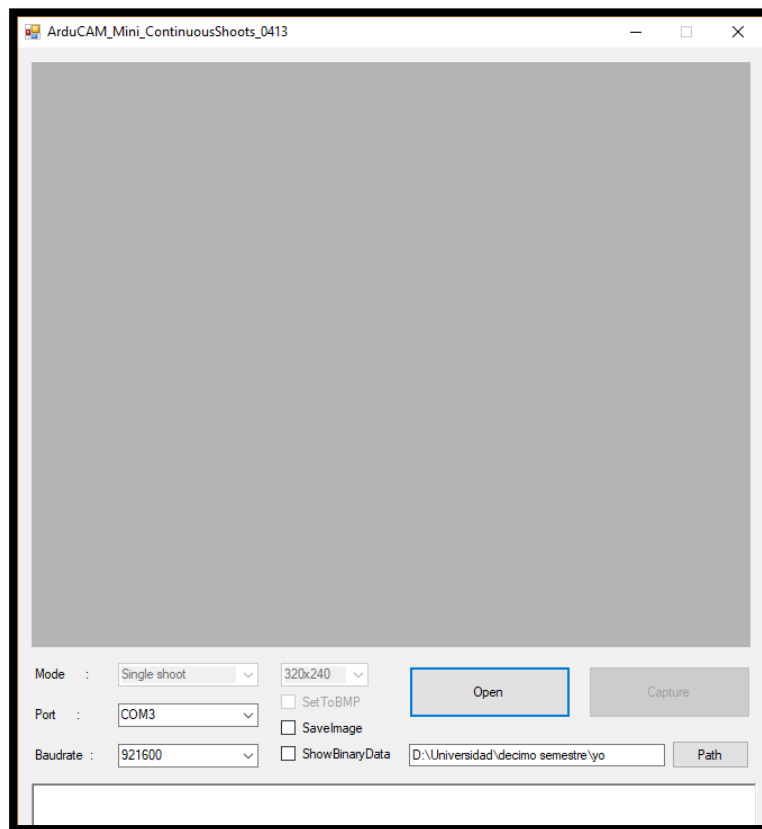 ArduCAM_Mini_ContinuousShoots_0413
Mode : Single shoot 320x240 Open Capture
SetToBMP
Port : COM3
SaveImage
Baudrate : 921600 ShowBinaryData D:\Universidad\decimo semestre\yo Path